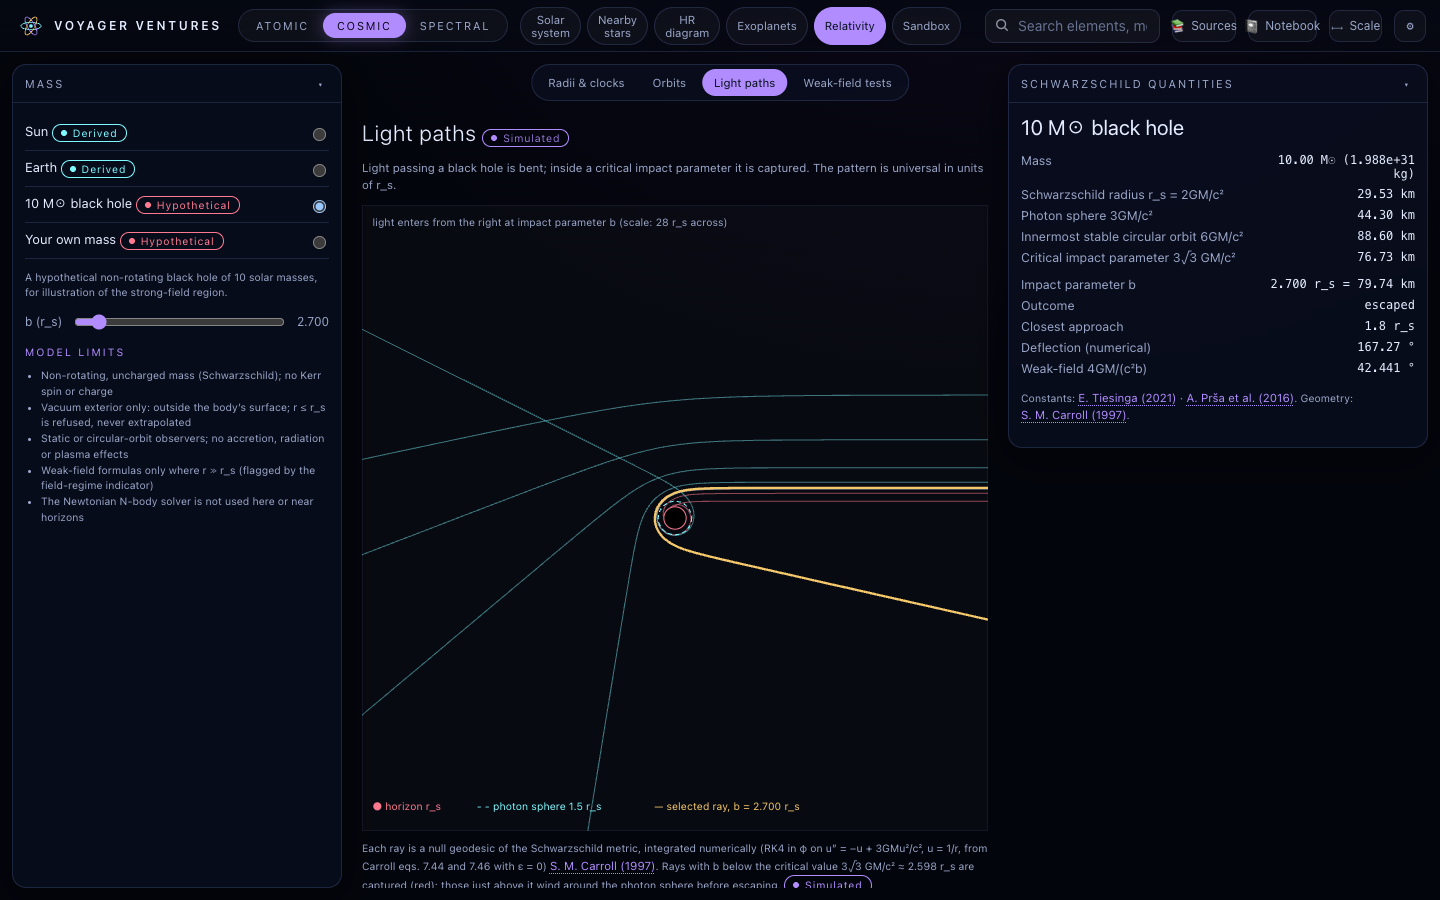 VOYAGER VENTURES
ATOMIC
COSMIC
SPECTRAL
Solar system
Nearby stars
HR diagram
Exoplanets
Relativity
Sandbox
Search elements, m
Sources
Notebook
Scale
MASS
Sun Derived
Earth Derived
10 M☉ black hole Hypothetical
Your own mass Hypothetical
A hypothetical non-rotating black hole of 10 solar masses,
for illustration of the strong-field region.
b (r_s) 2.700
MODEL LIMITS
• Non-rotating, uncharged mass (Schwarzschild); no Kerr
spin or charge
• Vacuum exterior only: outside the body's surface; r ≤ r_s
is refused, never extrapolated
• Static or circular-orbit observers; no accretion, radiation
or plasma effects
• Weak-field formulas only where r » r_s (flagged by the
field-regime indicator)
• The Newtonian N-body solver is not used here or near
horizons
Radii & clocks
Orbits
Light paths
Weak-field tests
Light paths Simulated
Light passing a black hole is bent; inside a critical impact parameter it is captured. The pattern is universal in units
of r_s.
light enters from the right at impact parameter b (scale: 28 r_s across)
horizon r_s
- - photon sphere 1.5 r_s
— selected ray, b = 2.700 r_s
Each ray is a null geodesic of the Schwarzschild metric, integrated numerically (RK4 in ϕ on u″ = −u + 3GMu²/c², u = 1/r, from
Carroll eqs. 7.44 and 7.46 with ε = 0) S. M. Carroll (1997). Rays with b below the critical value 3√3 GM/c² ≈ 2.598 r_s are
captured (red); those just above it wind around the photon sphere before escaping. Simulated
SCHWARZSCHILD QUANTITIES
10 M☉ black hole
Mass 10.00 M☉ (1.988e+31
kg)
Schwarzschild radius r_s = 2GM/c² 29.53 km
Photon sphere 3GM/c² 44.30 km
Innermost stable circular orbit 6GM/c² 88.60 km
Critical impact parameter 3√3 GM/c² 76.73 km
Impact parameter b 2.700 r_s = 79.74 km
Outcome escaped
Closest approach 1.8 r_s
Deflection (numerical) 167.27 °
Weak-field 4GM/(c²b) 42.441 °
Constants: E. Tiesinga (2021) · A. Prša et al. (2016). Geometry:
S. M. Carroll (1997).